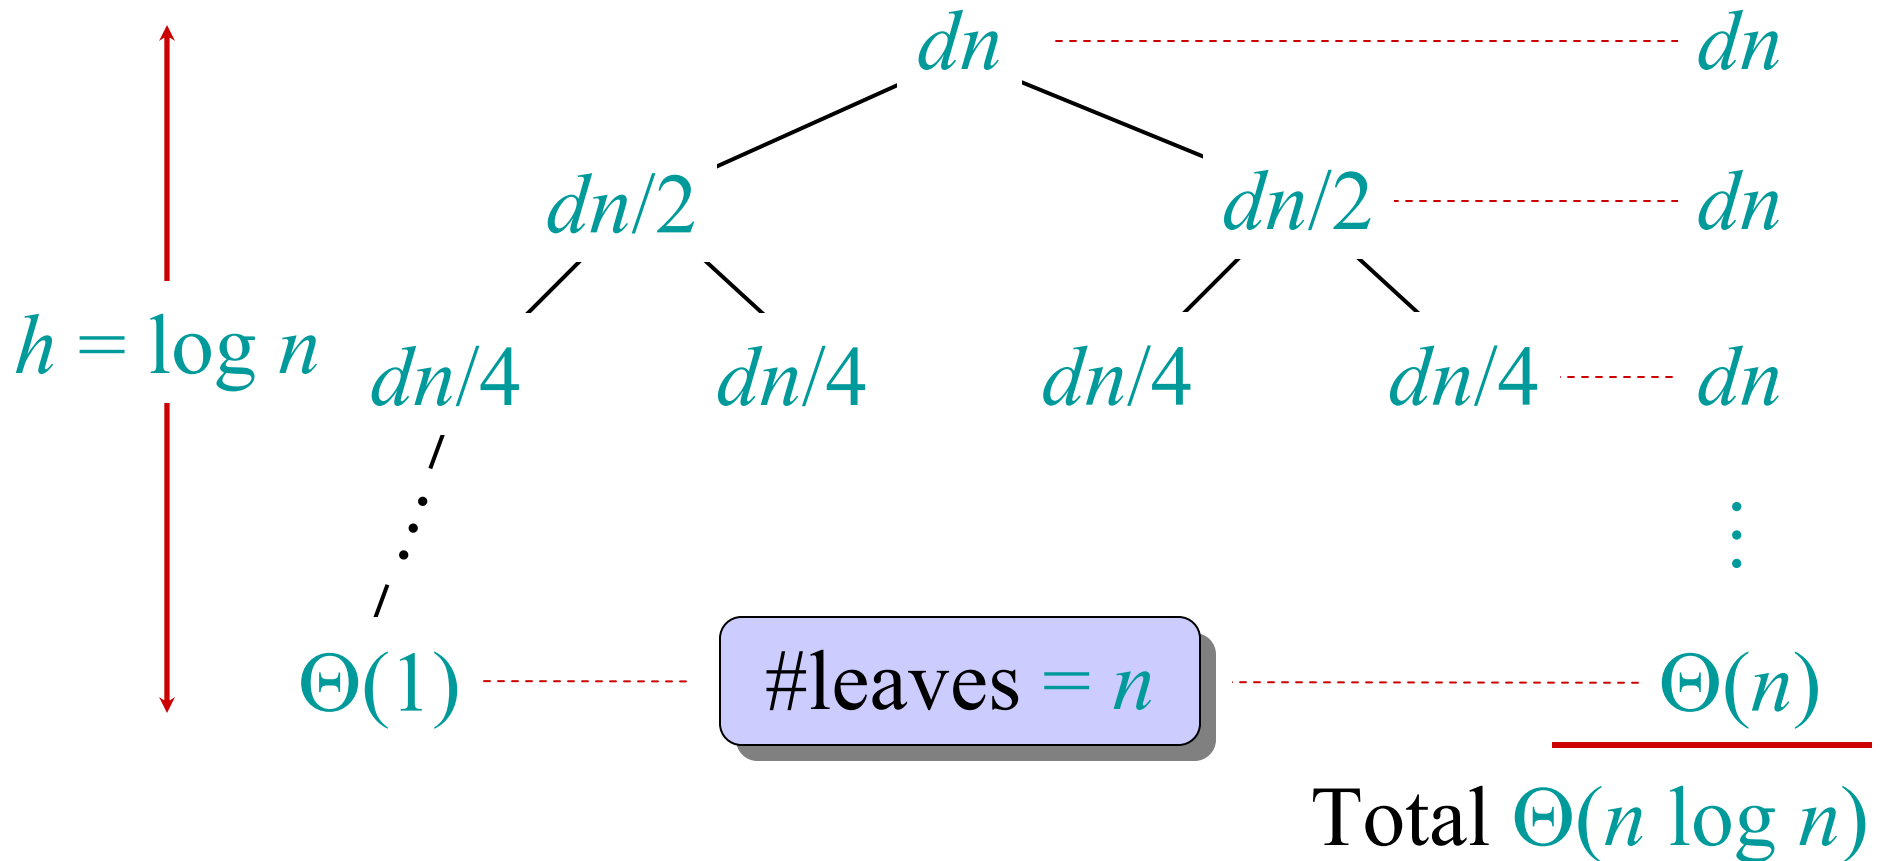 dn dn
dn/2 dn/2 dn
h = log n dn/4 dn/4 dn/4 dn/4 dn
Θ(1) #leaves = n Θ(n)
Total Θ(n log n)